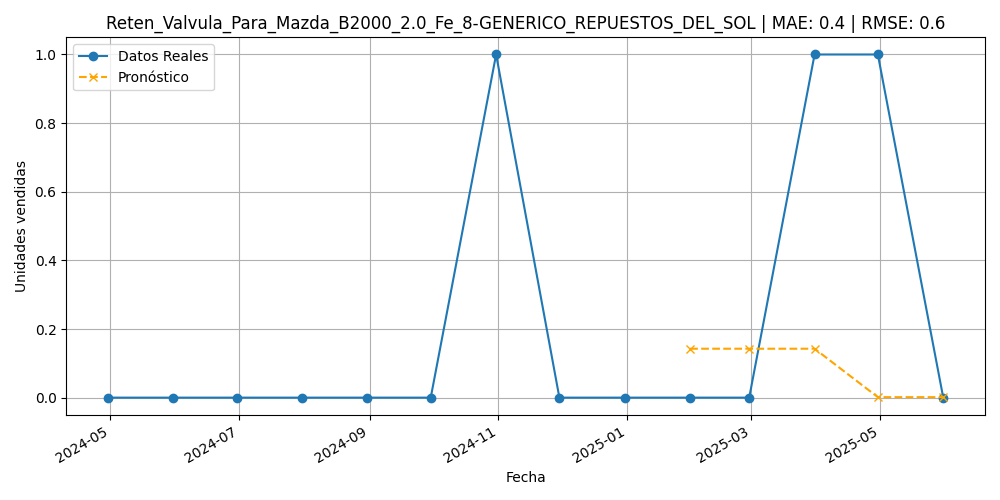 Reten_Valvula_Para_Mazda_B2000_2.0_Fe_8-GENERICO_REPUESTOS_DEL_SOL | MAE: 0.4 | RMSE: 0.6
Datos Reales
Pronóstico
1.0
0.8
0.6
0.4
0.2
0.0
Unidades vendidas
2024-05
2024-07
2024-09
2024-11
2025-01
2025-03
2025-05
Fecha